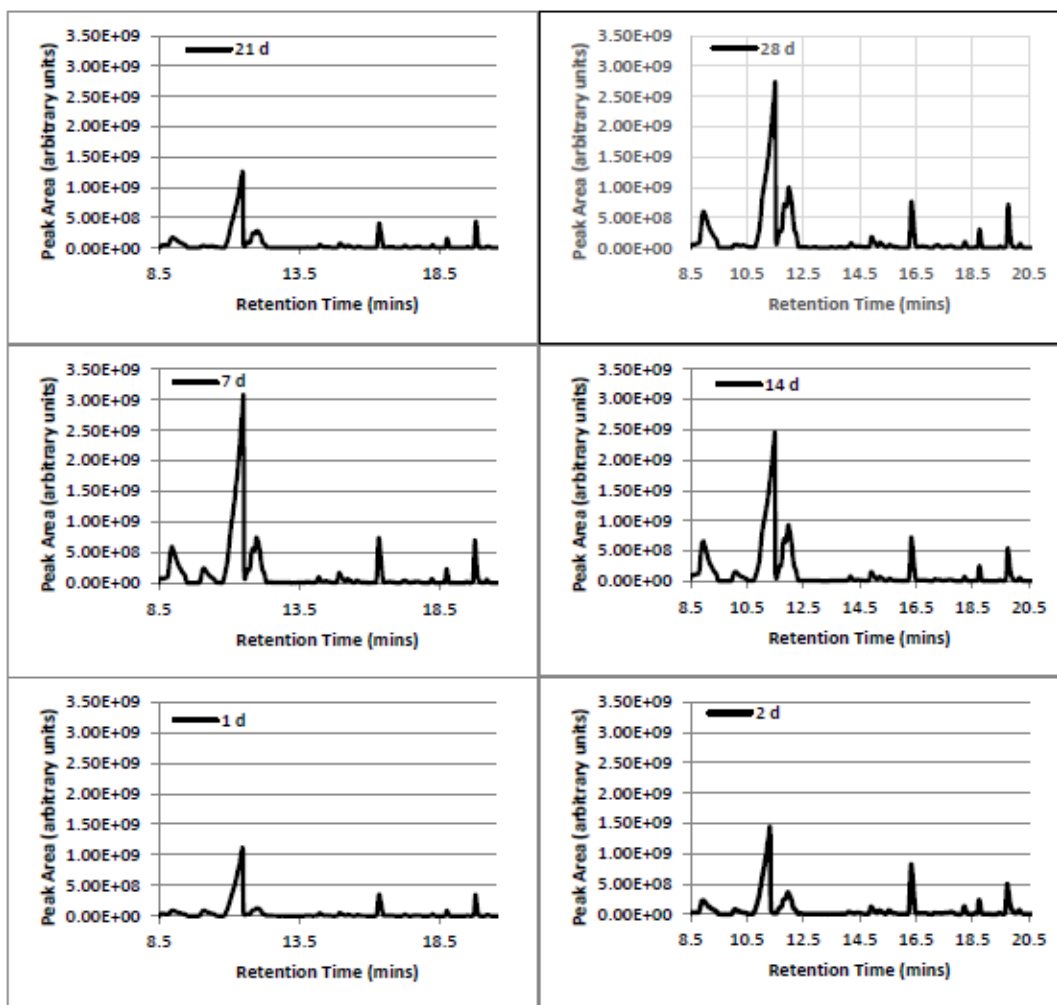 Peak Area (arbitrary units)
3.50E+09
3.00E+09
2.50E+09
2.00E+09
1.50E+09
1.00E+09
5.00E+08
0.00E+00
21 d
8.5 13.5 18.5
Retention Time (mins)
Peak Area (arbitrary units)
3.50E+09
3.00E+09
2.50E+09
2.00E+09
1.50E+09
1.00E+09
5.00E+08
0.00E+00
28 d
8.5 10.5 12.5 14.5 16.5 18.5 20.5
Retention Time (mins)
Peak Area (arbitrary units)
3.50E+09
3.00E+09
2.50E+09
2.00E+09
1.50E+09
1.00E+09
5.00E+08
0.00E+00
7 d
8.5 13.5 18.5
Retention Time (mins)
Peak Area (arbitrary units)
3.50E+09
3.00E+09
2.50E+09
2.00E+09
1.50E+09
1.00E+09
5.00E+08
0.00E+00
14 d
8.5 10.5 12.5 14.5 16.5 18.5 20.5
Retention Time (mins)
Peak Area (arbitrary units)
3.50E+09
3.00E+09
2.50E+09
2.00E+09
1.50E+09
1.00E+09
5.00E+08
0.00E+00
1 d
8.5 13.5 18.5
Retention Time (mins)
Peak Area (arbitrary units)
3.50E+09
3.00E+09
2.50E+09
2.00E+09
1.50E+09
1.00E+09
5.00E+08
0.00E+00
2 d
8.5 10.5 12.5 14.5 16.5 18.5 20.5
Retention Time (mins)